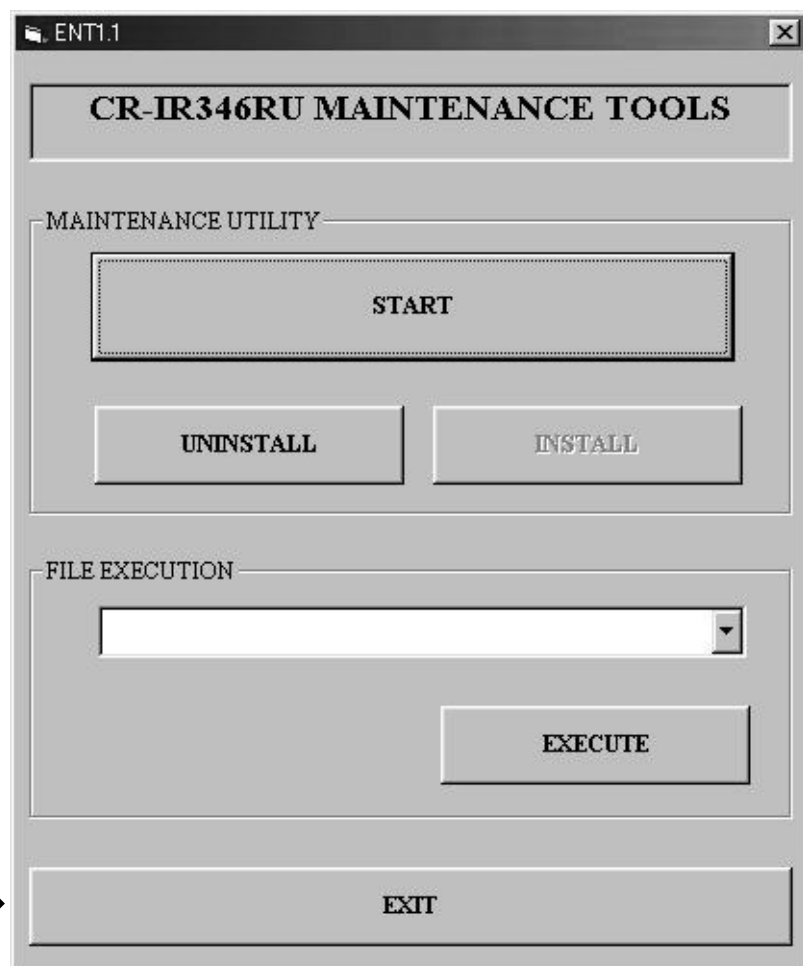 ENT1.1
CR-IR346RU MAINTENANCE TOOLS
MAINTENANCE UTILITY
START
UNINSTALL
INSTALL
FILE EXECUTION
EXECUTE
EXIT